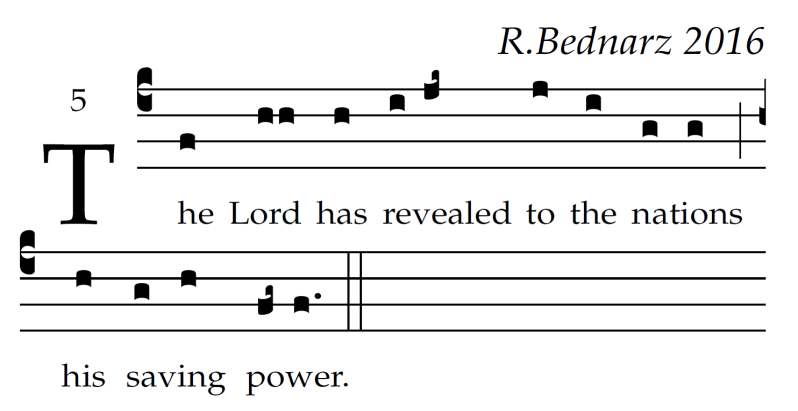 R.Bednarz 2016
5
The Lord has revealed to the nations
his saving power.